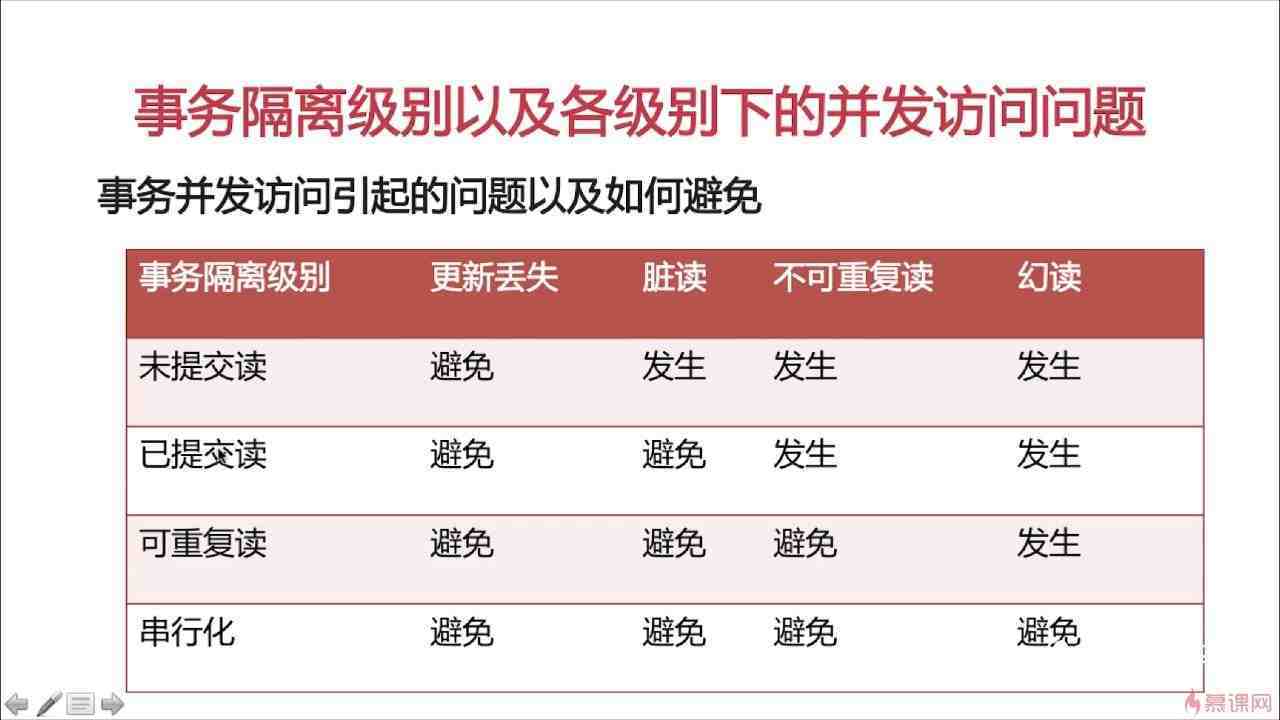 事务隔离级别以及各级别下的并发访问问题
事务并发访问引起的问题以及如何避免
事务隔离级别 更新丢失 脏读 不可重复读 幻读
未提交读 避免 发生 发生 发生
已提交读 避免 避免 发生 发生
可重复读 避免 避免 避免 发生
串行化 避免 避免 避免 避免
慕课网